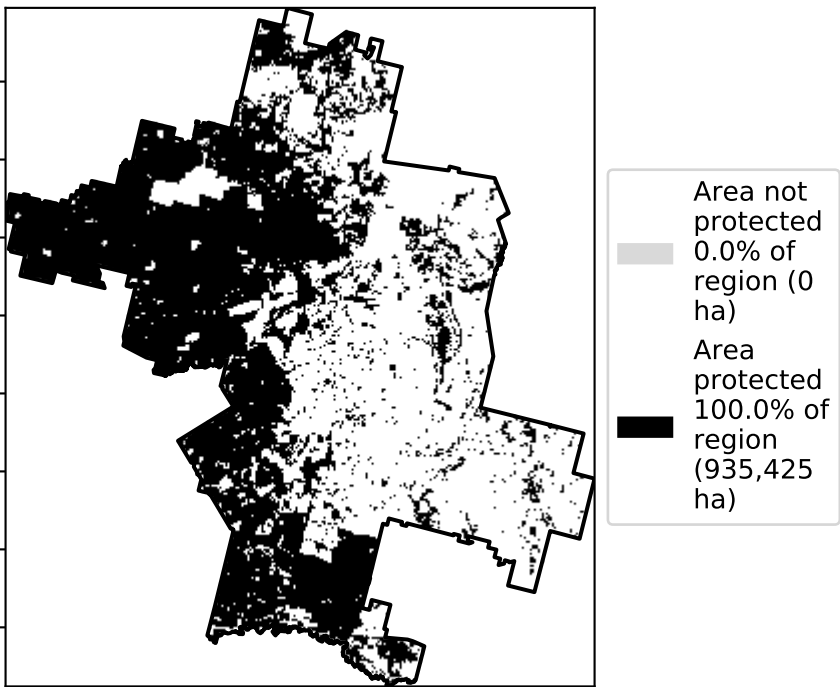 Area not
protected
0.0% of
region (0
ha)
Area
protected
100.0% of
region
(935,425
ha)